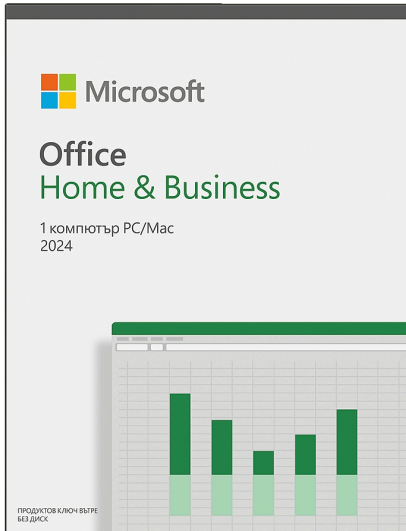 Microsoft
Office
Home & Business
1 компютър PC/Mac
2024
ПРОДУКТОВ КЛЮЧ ВЪТРЕ
БЕЗ ДИСК